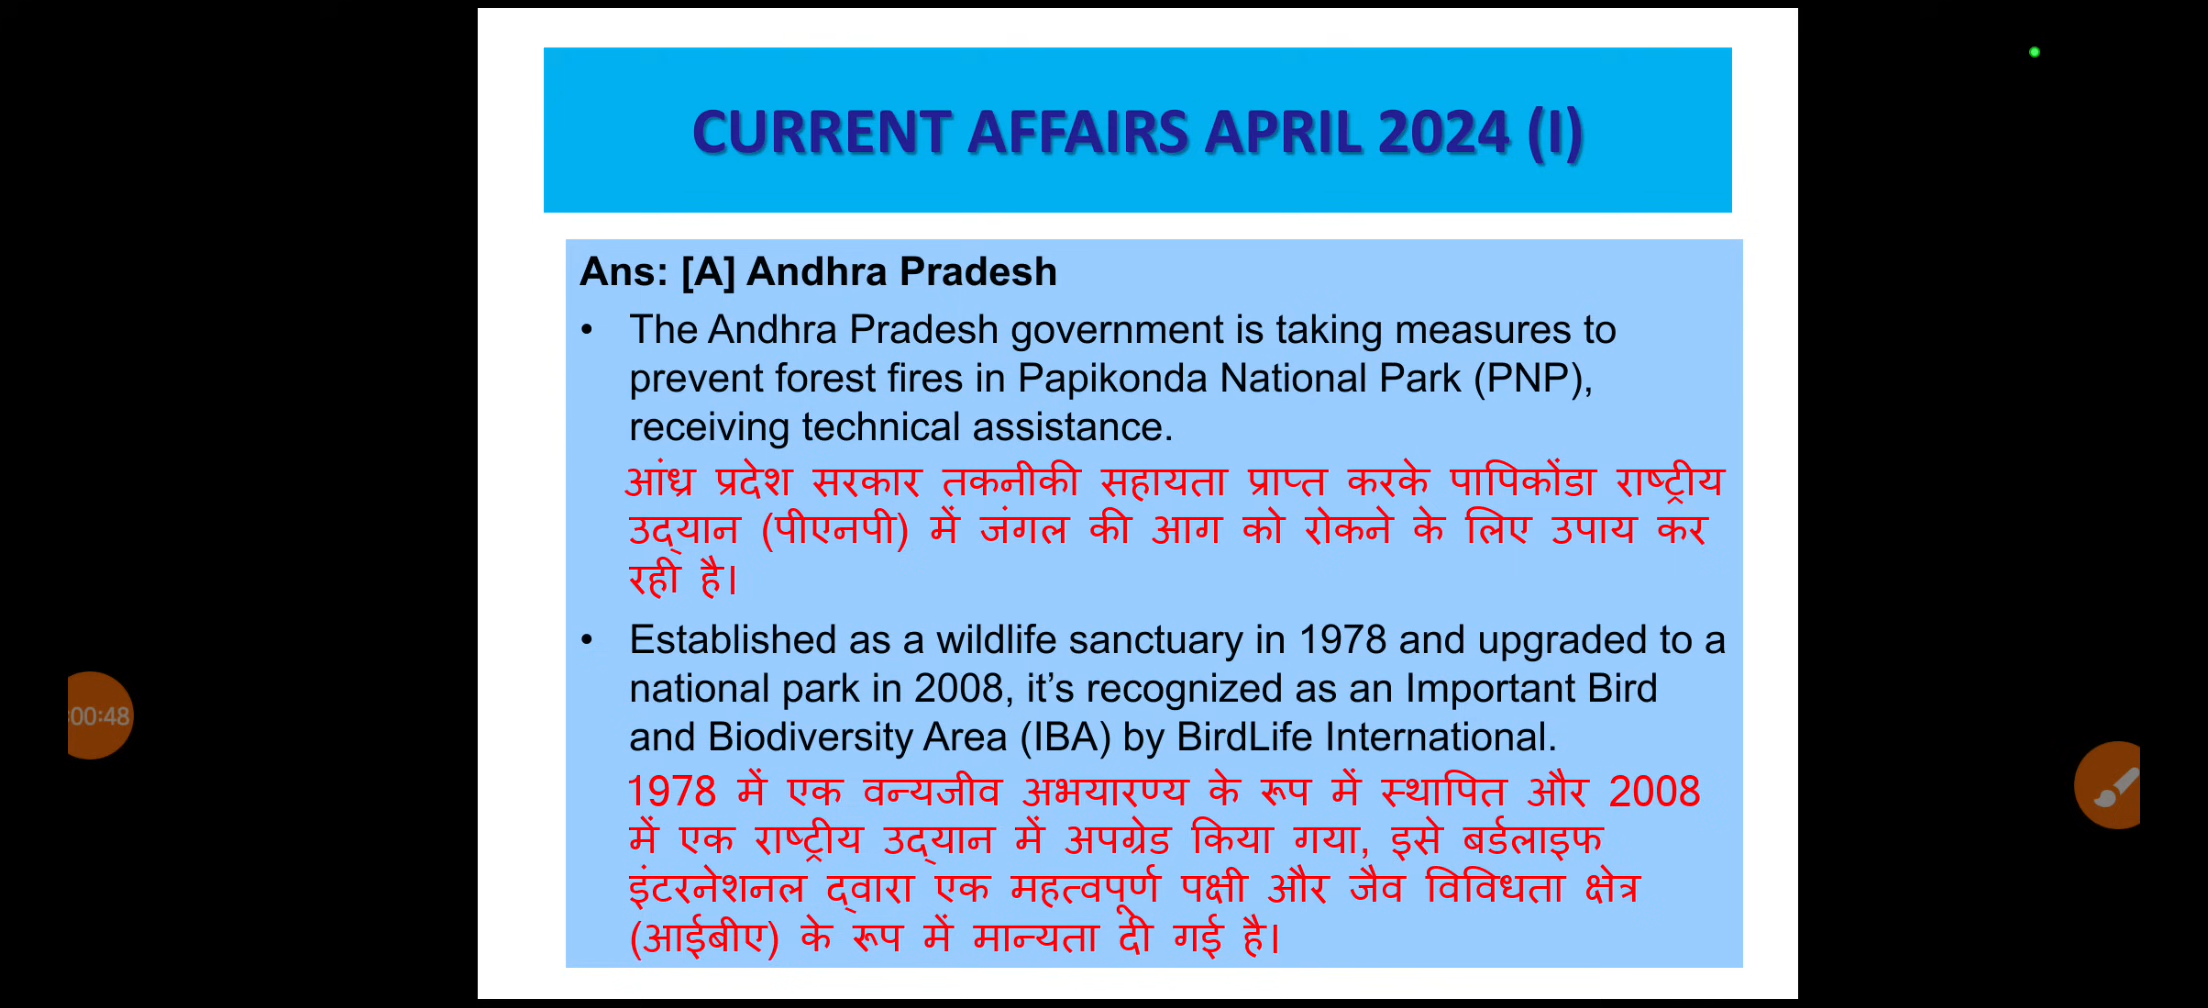 CURRENT AFFAIRS APRIL 2024 (I)
Ans: [A] Andhra Pradesh
• The Andhra Pradesh government is taking measures to
prevent forest fires in Papikonda National Park (PNP),
receiving technical assistance.
आंध्र प्रदेश सरकार तकनीकी सहायता प्राप्त करके पापिकोंडा राष्ट्रीय
उद्यान (पीएनपी) में जंगल की आग को रोकने के लिए उपाय कर
रही है।
• Established as a wildlife sanctuary in 1978 and upgraded to a
national park in 2008, it’s recognized as an Important Bird
and Biodiversity Area (IBA) by BirdLife International.
1978 में एक वन्यजीव अभयारण्य के रूप में स्थापित और 2008
में एक राष्ट्रीय उद्यान में अपग्रेड किया गया, इसे बर्डलाइफ
इंटरनेशनल द्वारा एक महत्वपूर्ण पक्षी और जैव विविधता क्षेत्र
(आईबीए) के रूप में मान्यता दी गई है।
:00:48